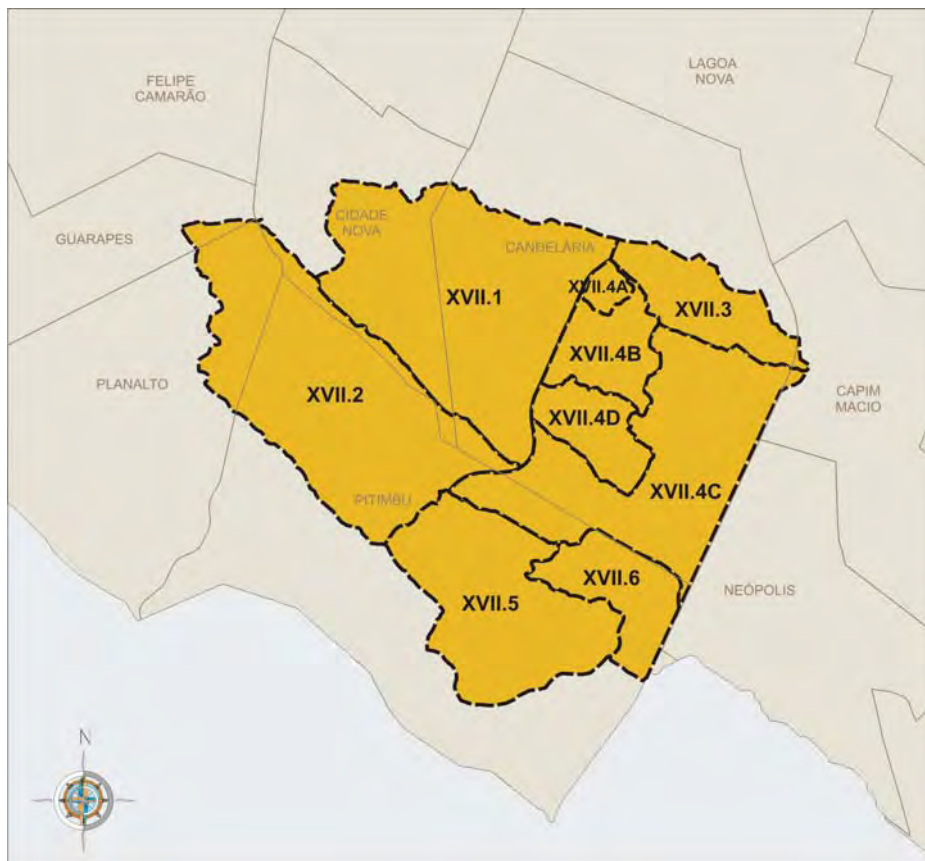 LAGOA
NOVA
FELIPE
CAMARÃO
CIDADE
NOVA
GUARAPES
CANDELÁRIA
XVII.4A
XVII.1
XVII.3
XVII.4B
PLANALTO
XVII.2
CAPIM
MACIO
XVII.4D
XVII.4C
PITIMBU
XVII.6
NEÓPOLIS
XVII.5
N